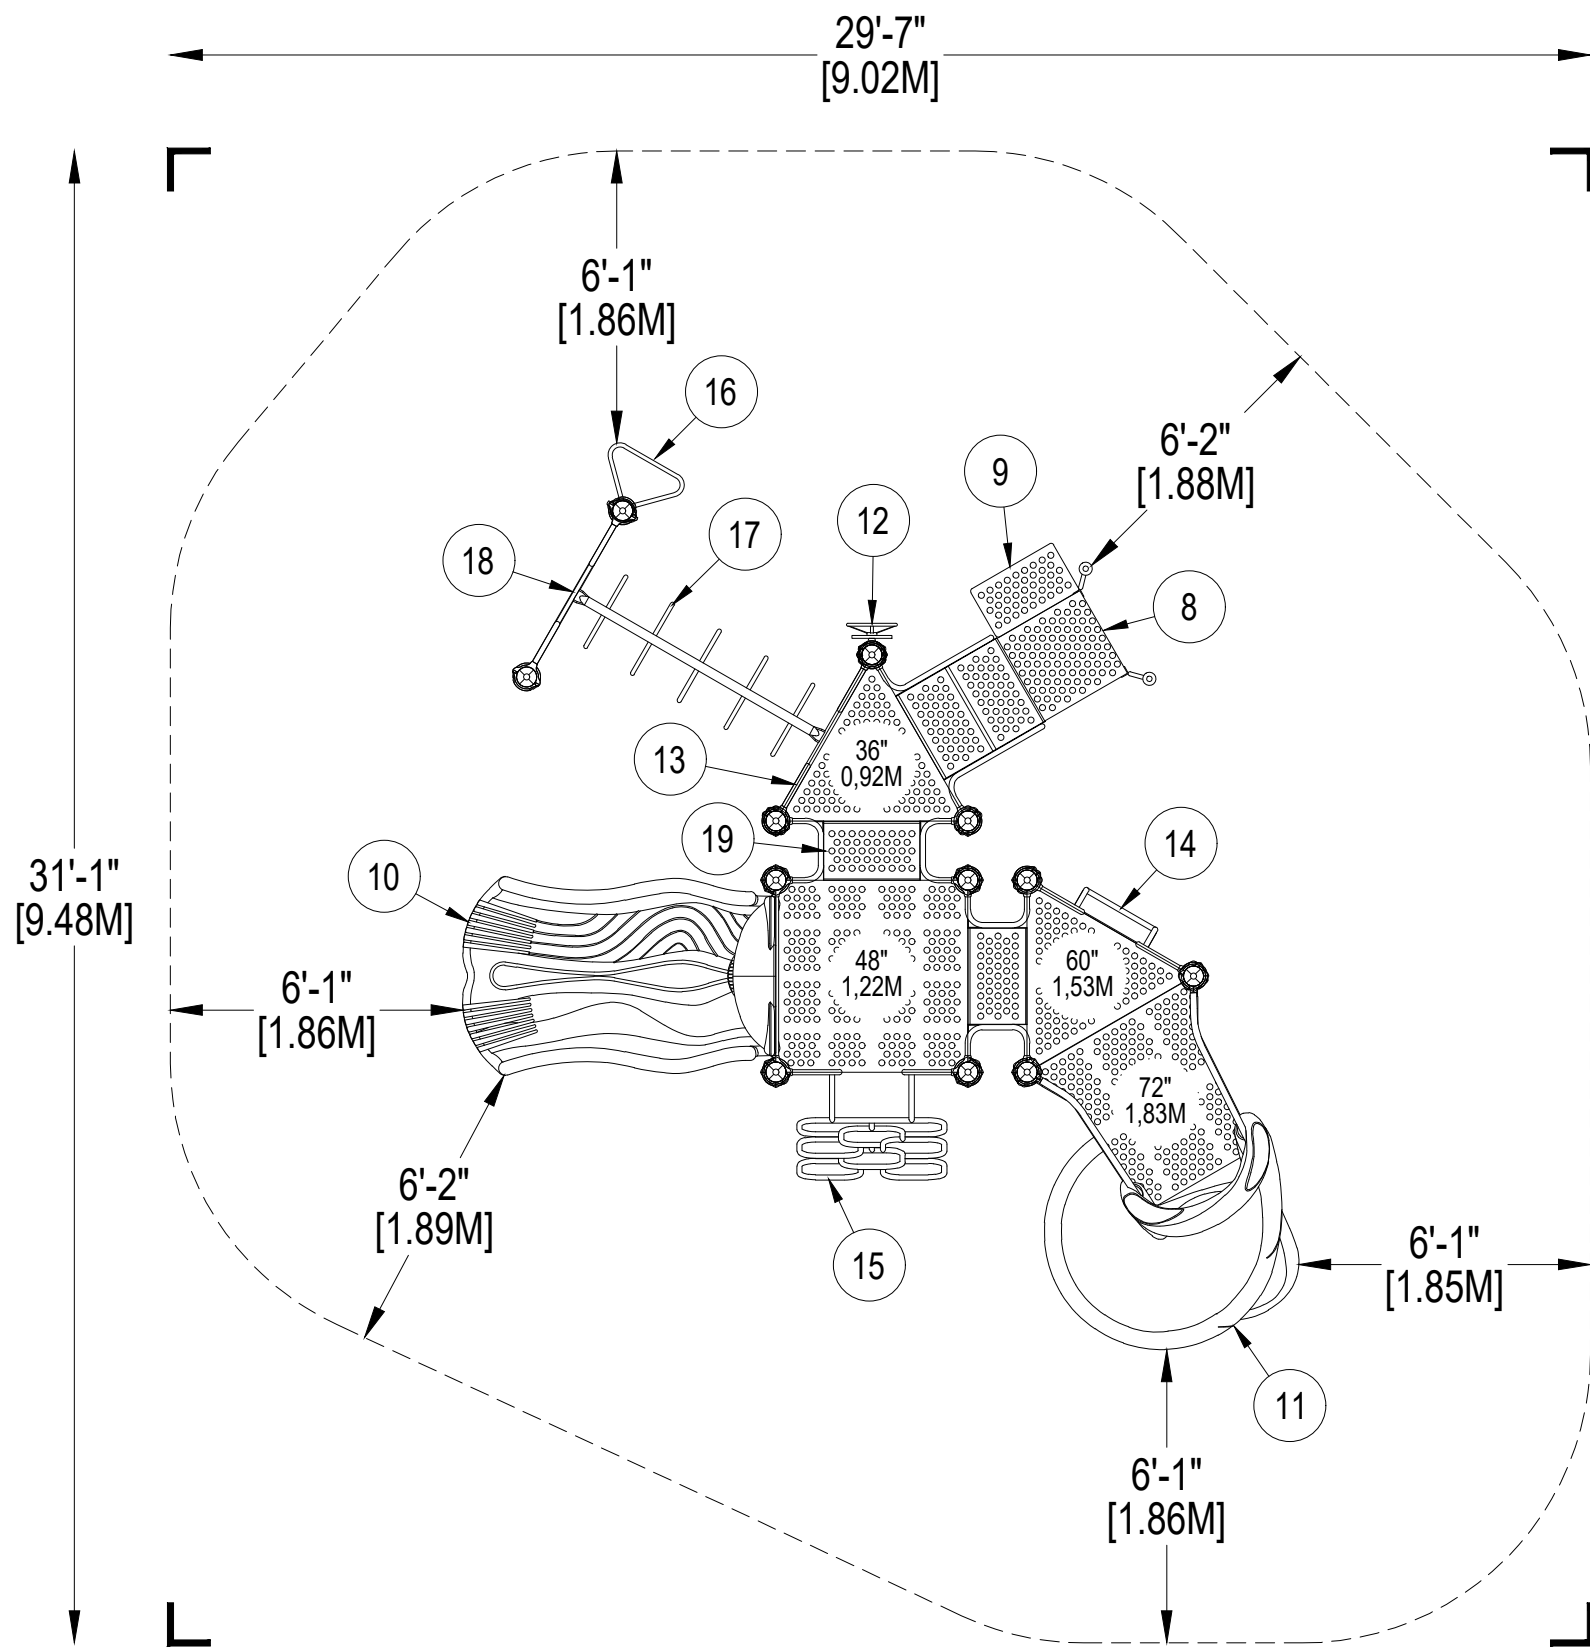 29'-7"
[9.02M]
6'-1"
[1.86M]
16
6'-2"
[1.88M]
9
12
17
18
8
36"
0,92M
13
19
14
31'-1"
[9.48M]
10
48"
1,22M
60"
1,53M
6'-1"
[1.86M]
72"
1,83M
6'-2"
[1.89M]
15
6'-1"
[1.85M]
11
6'-1"
[1.86M]